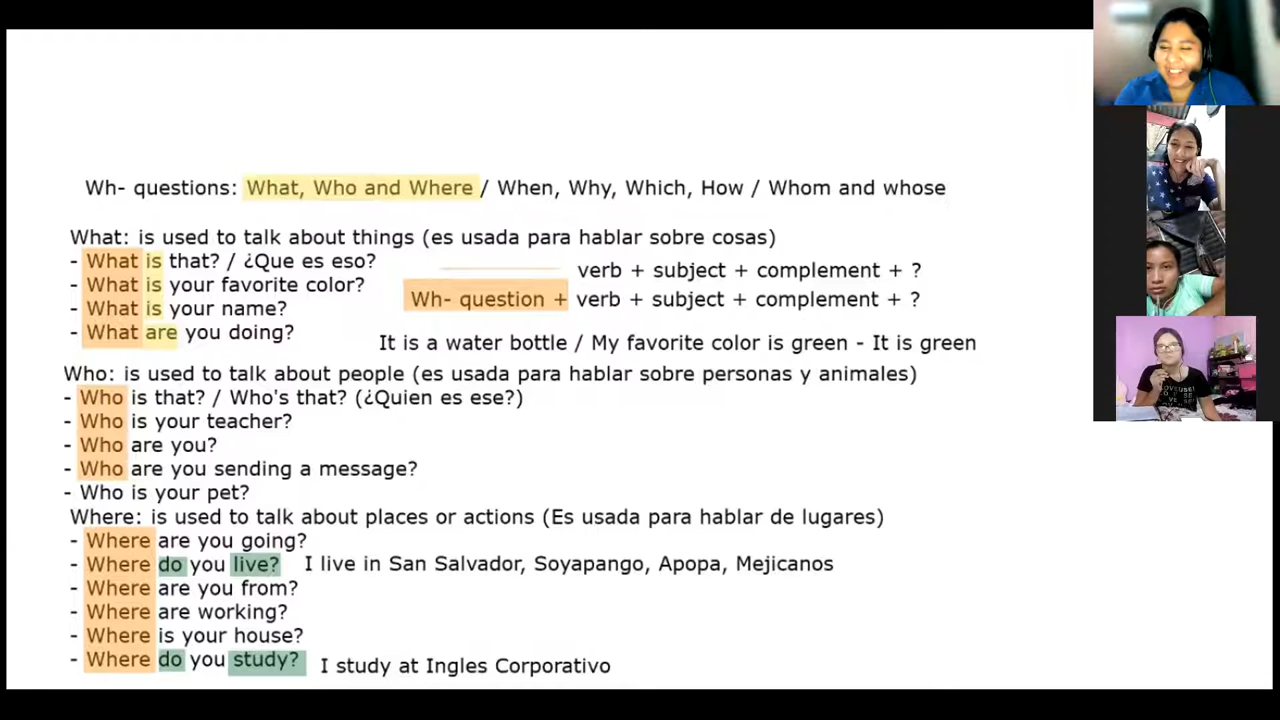 Wh- questions: What, Who and Where / When, Why, Which, How / Whom and whose
What: is used to talk about things (es usada para hablar sobre cosas)
- What is that? / ¿Que es eso?
- What is your favorite color?
- What is your name?
- What are you doing?
verb + subject + complement + ?
Wh- question + verb + subject + complement + ?
It is a water bottle / My favorite color is green - It is green
Who: is used to talk about people (es usada para hablar sobre personas y animales)
- Who is that? / Who's that? (¿Quien es ese?)
- Who is your teacher?
- Who are you?
- Who are you sending a message?
- Who is your pet?
Where: is used to talk about places or actions (Es usada para hablar de lugares)
- Where are you going?
- Where do you live? I live in San Salvador, Soyapango, Apopa, Mejicanos
- Where are you from?
- Where are working?
- Where is your house?
- Where do you study? I study at Ingles Corporativo